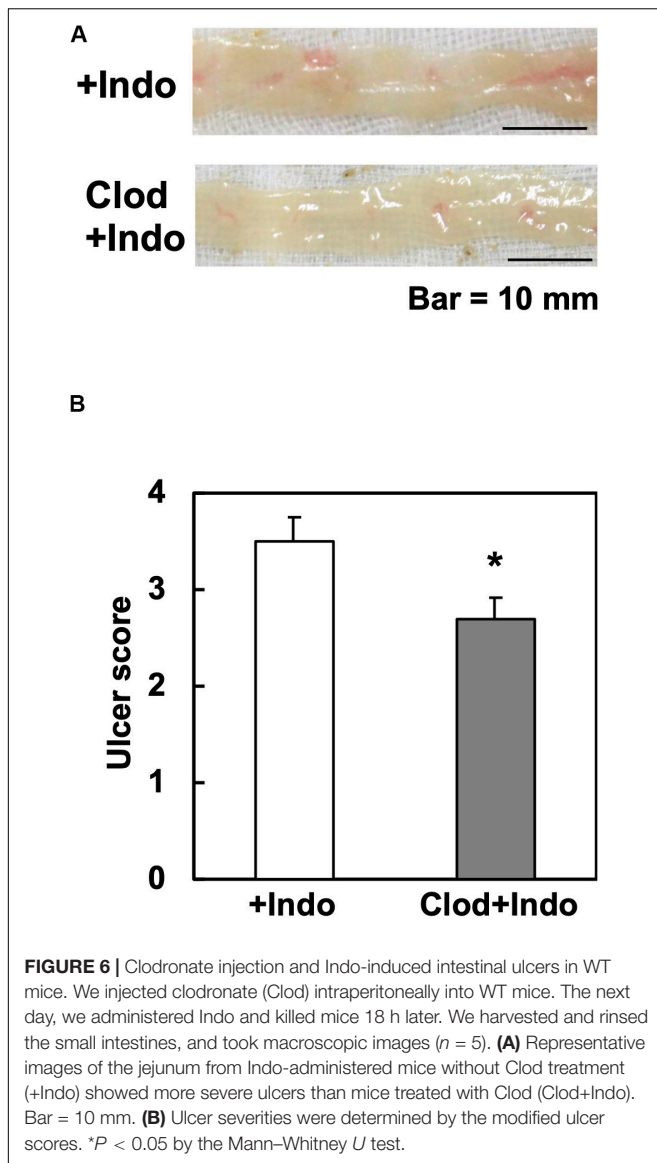 A
+Indo
Clod
+Indo
Bar = 10 mm
B
4
3
2
1
0
Ulcer score
*
+Indo
Clod+Indo
FIGURE 6 | Clodronate injection and Indo-induced intestinal ulcers in WT
mice. We injected clodronate (Clod) intraperitoneally into WT mice. The next
day, we administered Indo and killed mice 18 h later. We harvested and rinsed
the small intestines, and took macroscopic images (n = 5). (A) Representative
images of the jejunum from Indo-administered mice without Clod treatment
(+Indo) showed more severe ulcers than mice treated with Clod (Clod+Indo).
Bar = 10 mm. (B) Ulcer severities were determined by the modified ulcer
scores. *P < 0.05 by the Mann–Whitney U test.